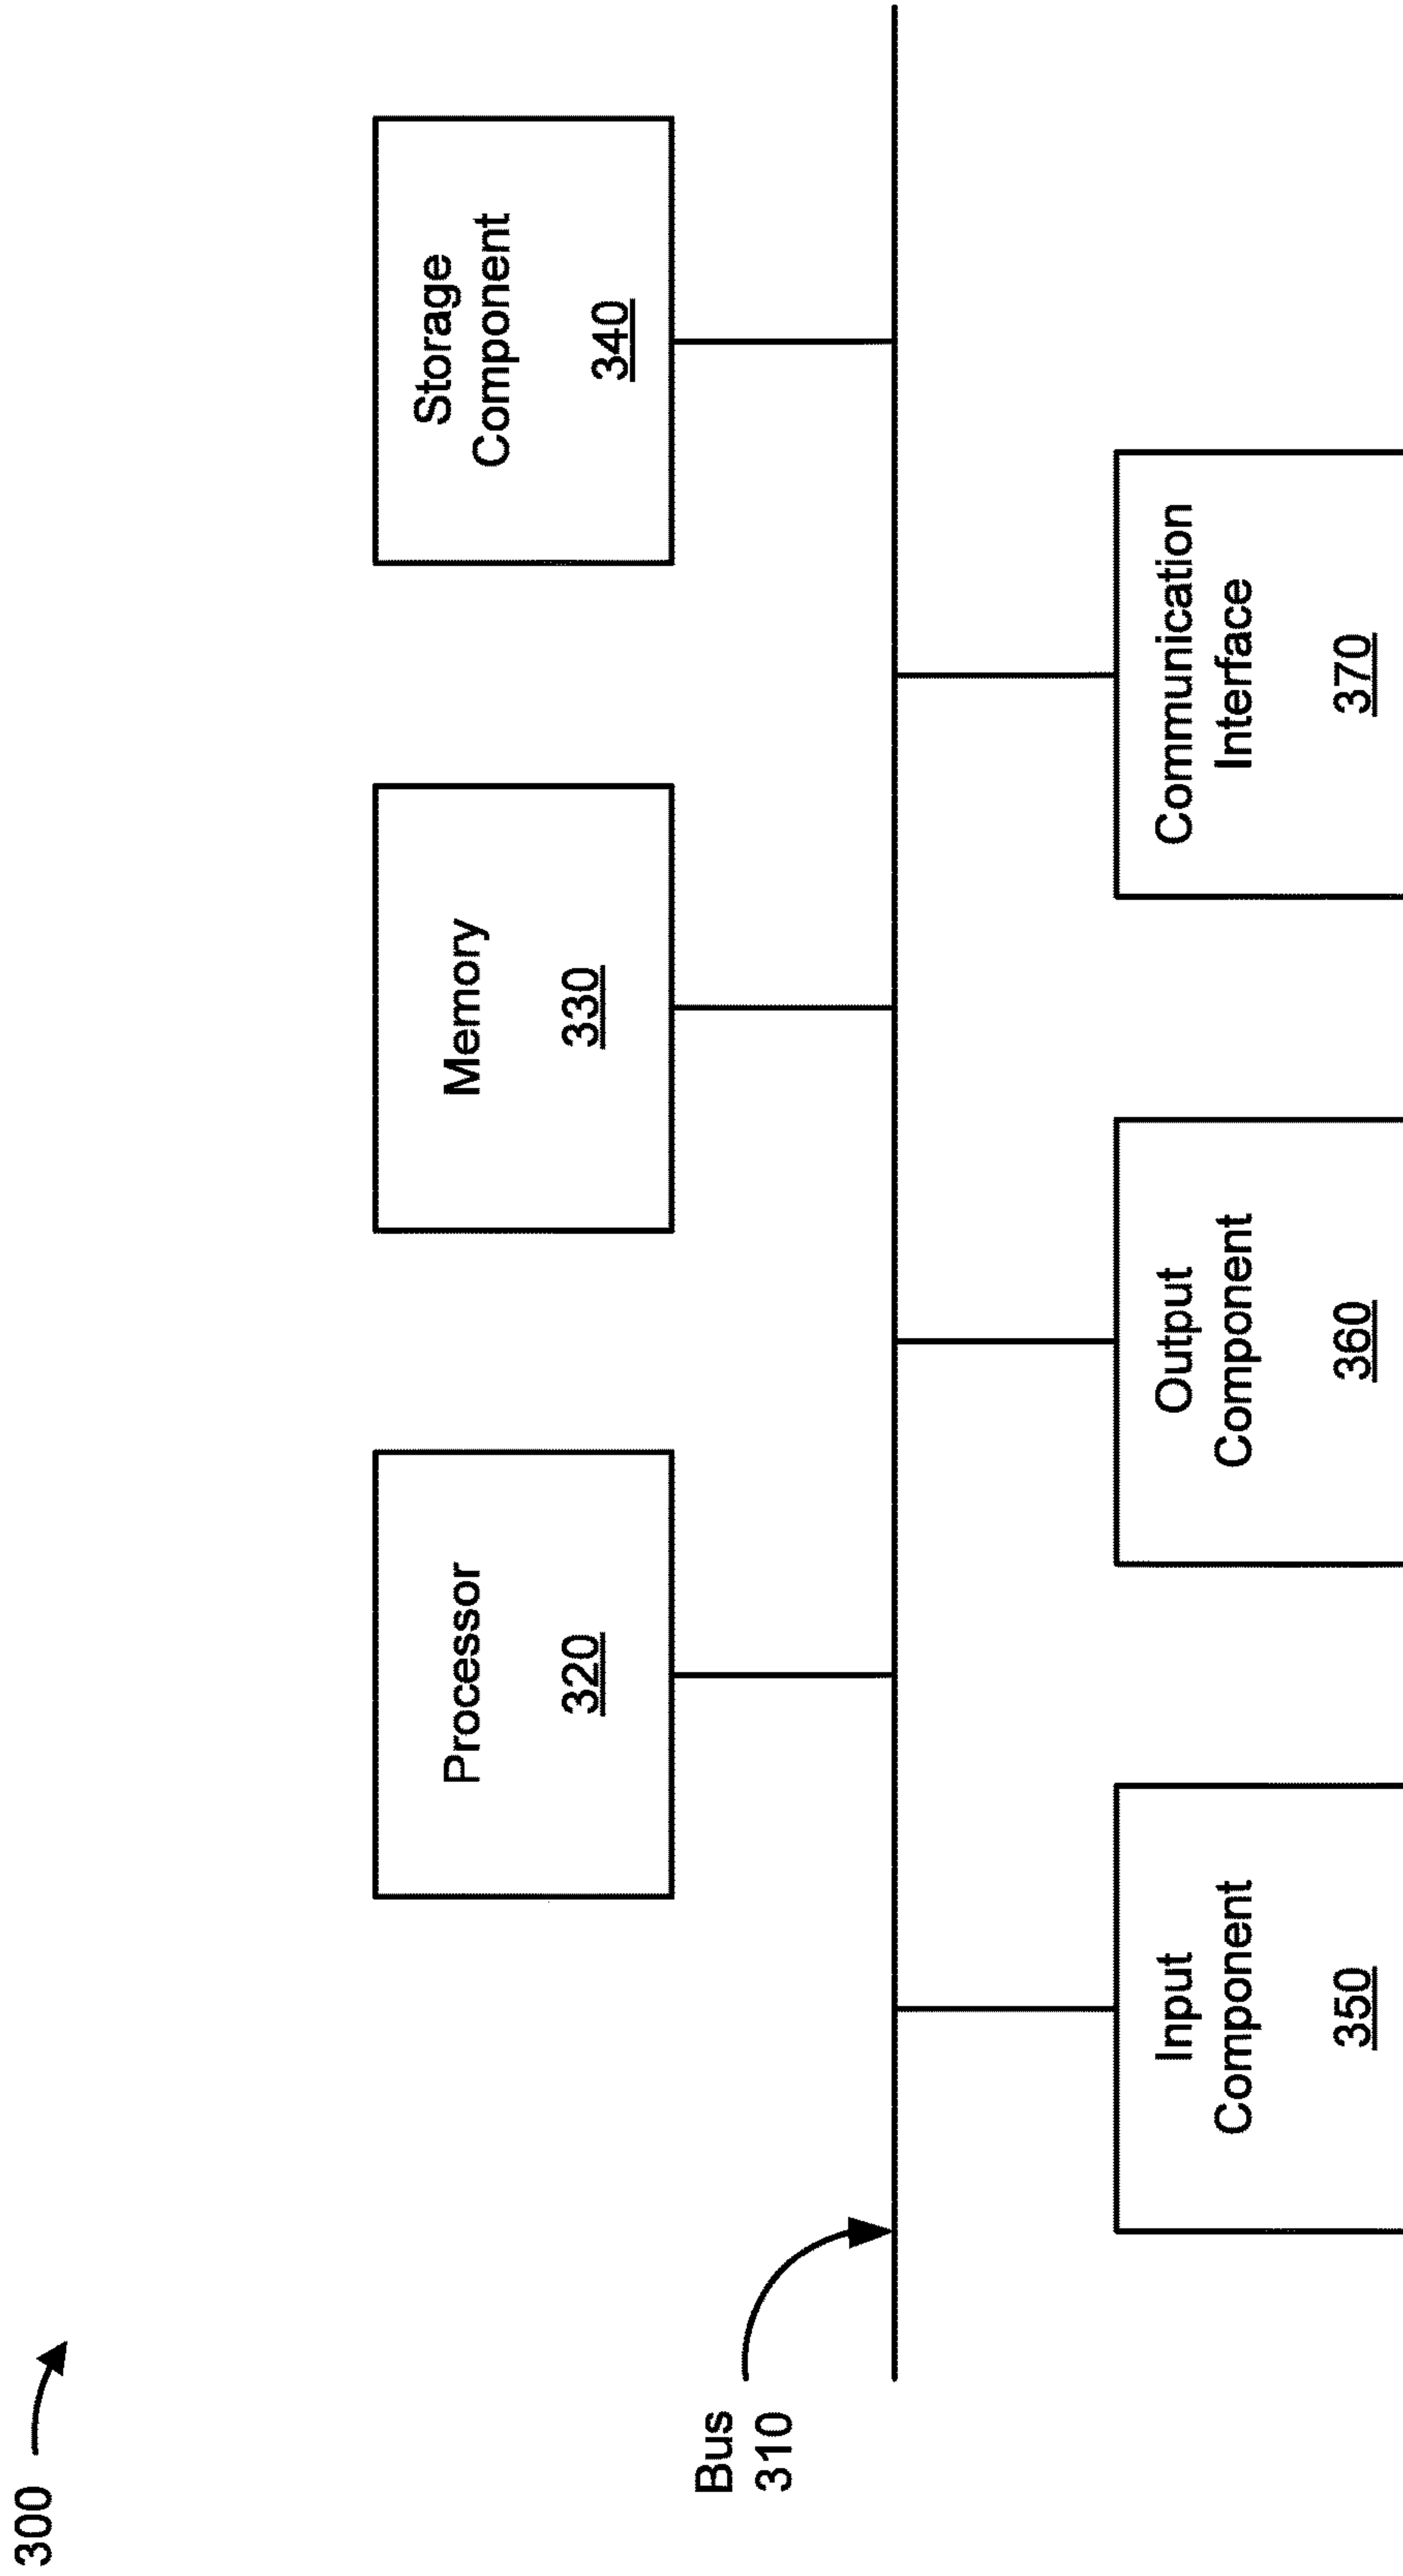 300
Bus
310
Processor
320
Memory
330
Storage
Component
340
Input
Component
350
Output
Component
360
Communication
Interface
370